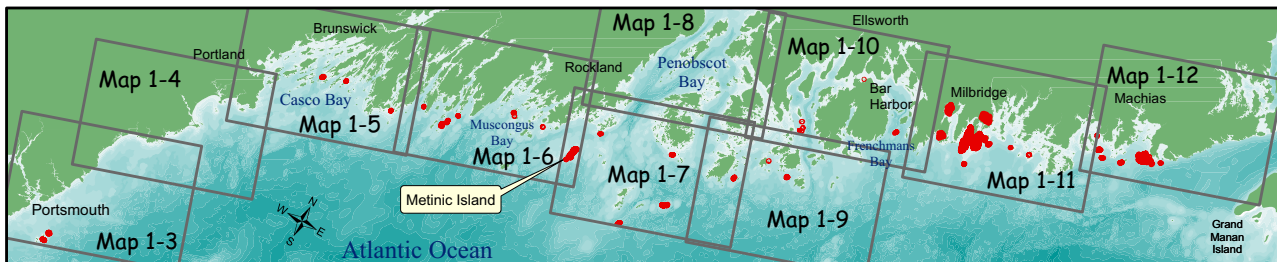 Map 1-8
Ellsworth
Brunswick
Map 1-10
Portland
Map 1-4
Rockland
Penobscot
Bay
Map 1-12
Bar
Harbor
Milbridge
Machias
Casco Bay
Map 1-5
Muscongus
Bay
Frenchmans
Bay
Map 1-6
Map 1-7
Map 1-11
Metinic Island
Portsmouth
Map 1-3
N
W
E
S
Map 1-9
Atlantic Ocean
Grand
Manan
Island